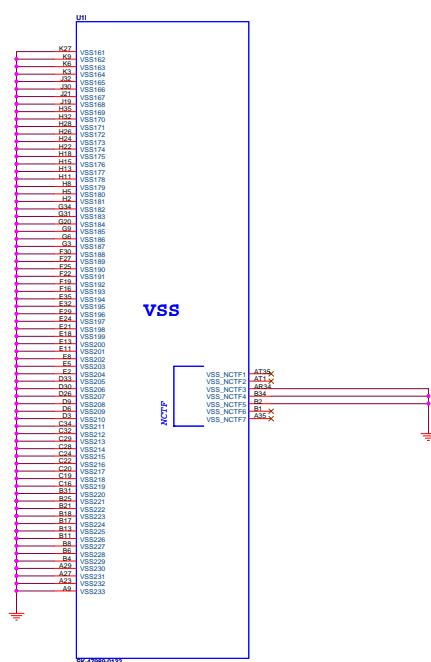 U1I
K27 VSS161
K9 VSS162
K6 VSS163
K3 VSS164
J32 VSS165
J30 VSS166
J21 VSS167
J19 VSS168
H35 VSS169
H32 VSS170
H28 VSS171
H26 VSS172
H24 VSS173
H22 VSS174
H18 VSS175
H15 VSS176
H13 VSS177
H11 VSS178
H8 VSS179
H5 VSS180
H2 VSS181
G34 VSS182
G31 VSS183
G20 VSS184
G9 VSS185
G6 VSS186
G3 VSS187
F30 VSS188
F27 VSS189
F25 VSS190
F22 VSS191
F19 VSS192
F16 VSS193
E35 VSS194
E32 VSS195
E29 VSS196
E24 VSS197
E21 VSS198
E18 VSS199
E13 VSS200
E11 VSS201
E8 VSS202
E5 VSS203
E2 VSS204
D33 VSS205
D30 VSS206
D26 VSS207
D9 VSS208
D6 VSS209
D3 VSS210
C34 VSS211
C32 VSS212
C29 VSS213
C28 VSS214
C24 VSS215
C22 VSS216
C20 VSS217
C19 VSS218
C16 VSS219
B31 VSS220
B25 VSS221
B21 VSS222
B18 VSS223
B17 VSS224
B13 VSS225
B11 VSS226
B8 VSS227
B6 VSS228
B4 VSS229
A29 VSS230
A27 VSS231
A23 VSS232
A9 VSS233
VSS
NCTF
VSS_NCTF1 AT35
VSS_NCTF2 AT1
VSS_NCTF3 AR34
VSS_NCTF4 B34
VSS_NCTF5 B2
VSS_NCTF6 B1
VSS_NCTF7 A35